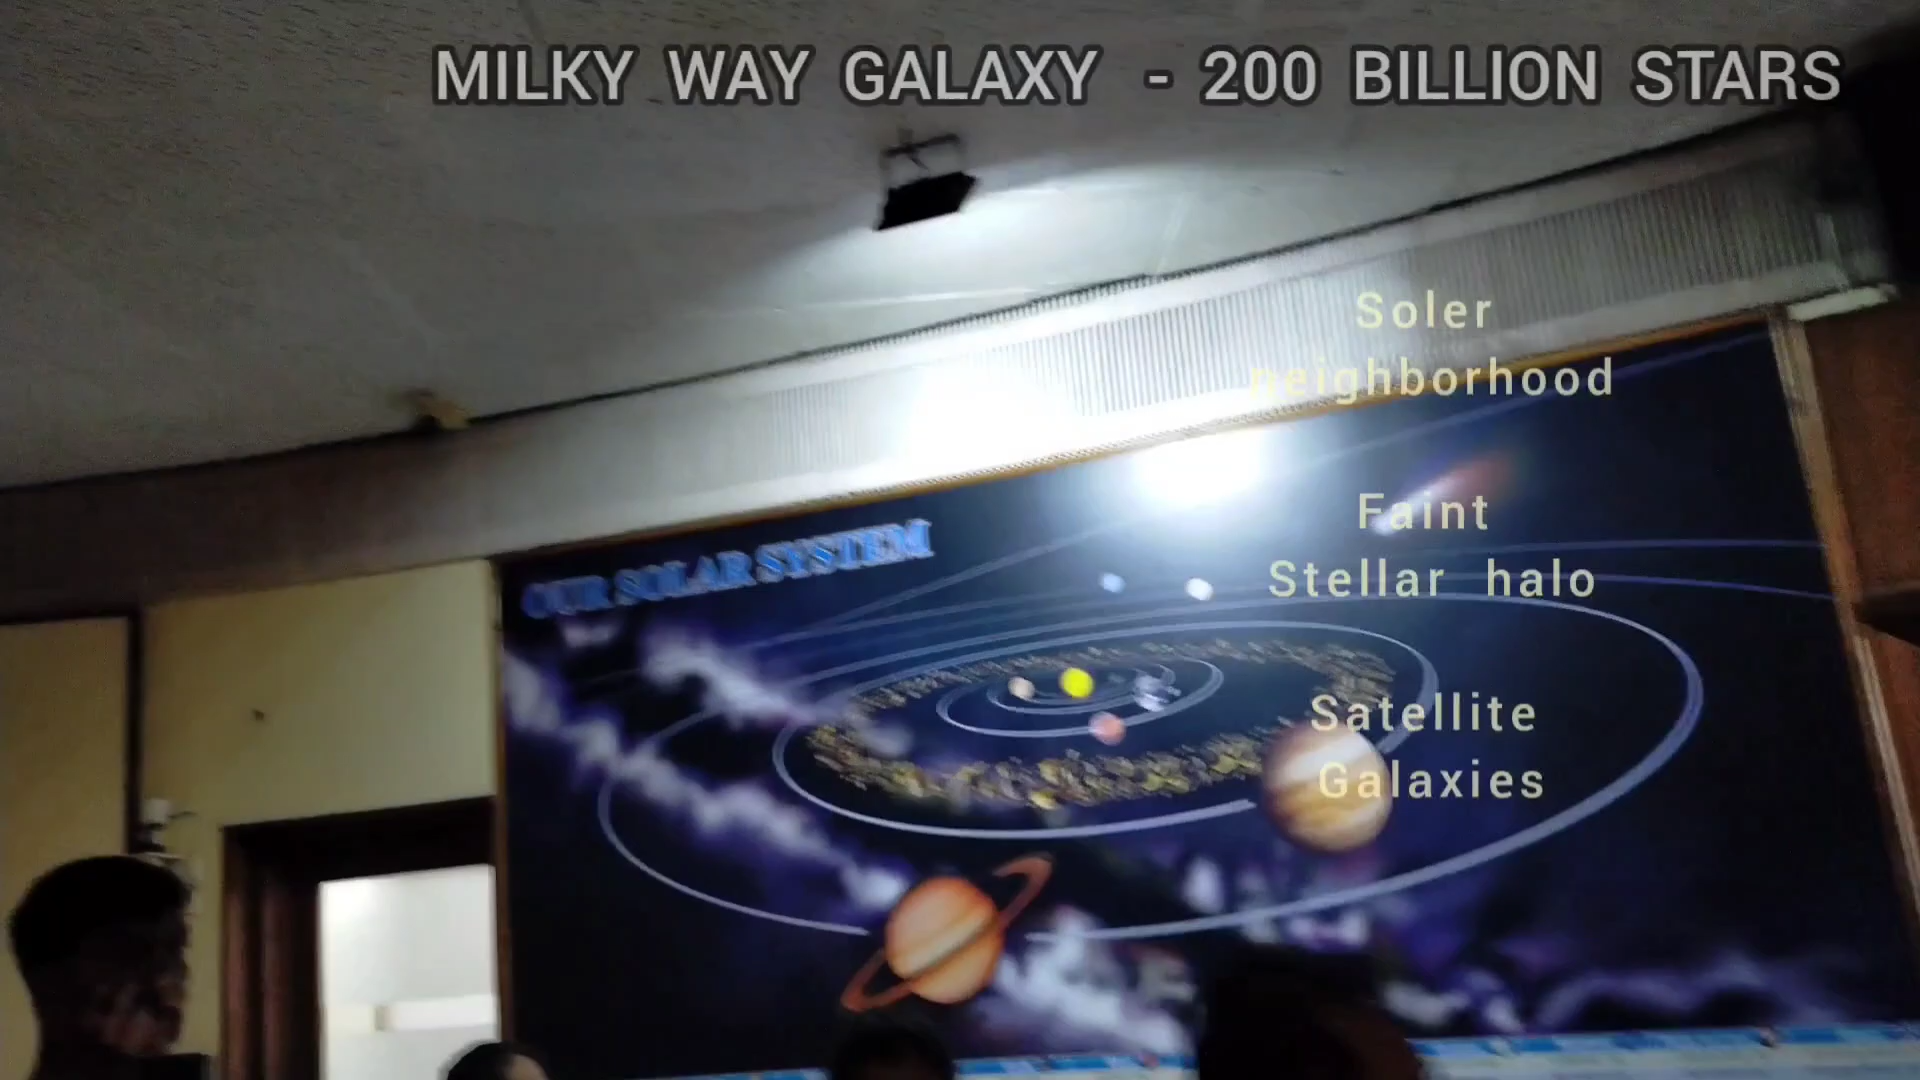 MILKY WAY GALAXY - 200 BILLION STARS
Soler
neighborhood
Faint
Stellar halo
OUR SOLAR SYSTEM
Satellite
Galaxies